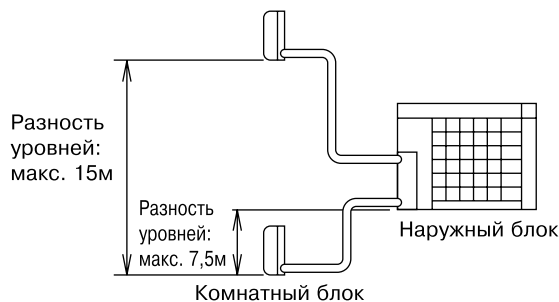 Разность
уровней:
макс. 15м
Разность
уровней:
макс. 7,5м
Наружный блок
Комнатный блок